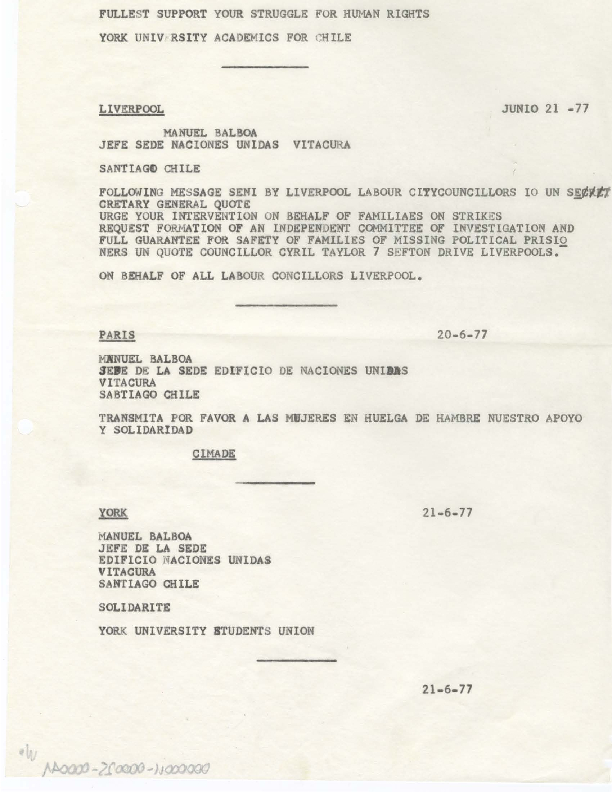 FULLEST SUPPORT YOUR STRUGGLE FOR HUMAN RIGHTS
YORK UNIVERSITY ACADEMICS FOR CHILE
LIVERPOOL JUNIO 21 -77
MANUEL BALBOA
JEFE SEDE NACIONES UNIDAS VITACURA
SANTIAGO CHILE
FOLLOWING MESSAGE SENI BY LIVERPOOL LABOUR CITYCOUNCILLORS IO UN SE
CRETARY GENERAL QUOTE
URGE YOUR INTERVENTION ON BEHALF OF FAMILIAES ON STRIKES
REQUEST FORMATION OF AN INDEPENDENT COMMITTEE OF INVESTIGATION AND
FULL GUARANTEE FOR SAFETY OF FAMILIES OF MISSING POLITICAL PRISIO
NERS UN QUOTE COUNCILLOR CYRIL TAYLOR 7 SEFTON DRIVE LIVERPOOLS.
ON BEHALF OF ALL LABOUR CONCILLORS LIVERPOOL.
PARIS 20-6-77
MANUEL BALBOA
JEFE DE LA SEDE EDIFICIO DE NACIONES UNIDAS
VITACURA
SABTIAGO CHILE
TRANSMITA POR FAVOR A LAS MUJERES EN HUELGA DE HAMBRE NUESTRO APOYO
Y SOLIDARIDAD
CIMADE
YORK 21-6-77
MANUEL BALBOA
JEFE DE LA SEDE
EDIFICIO NACIONES UNIDAS
VITACURA
SANTIAGO CHILE
SOLIDARITE
YORK UNIVERSITY STUDENTS UNION
21-6-77